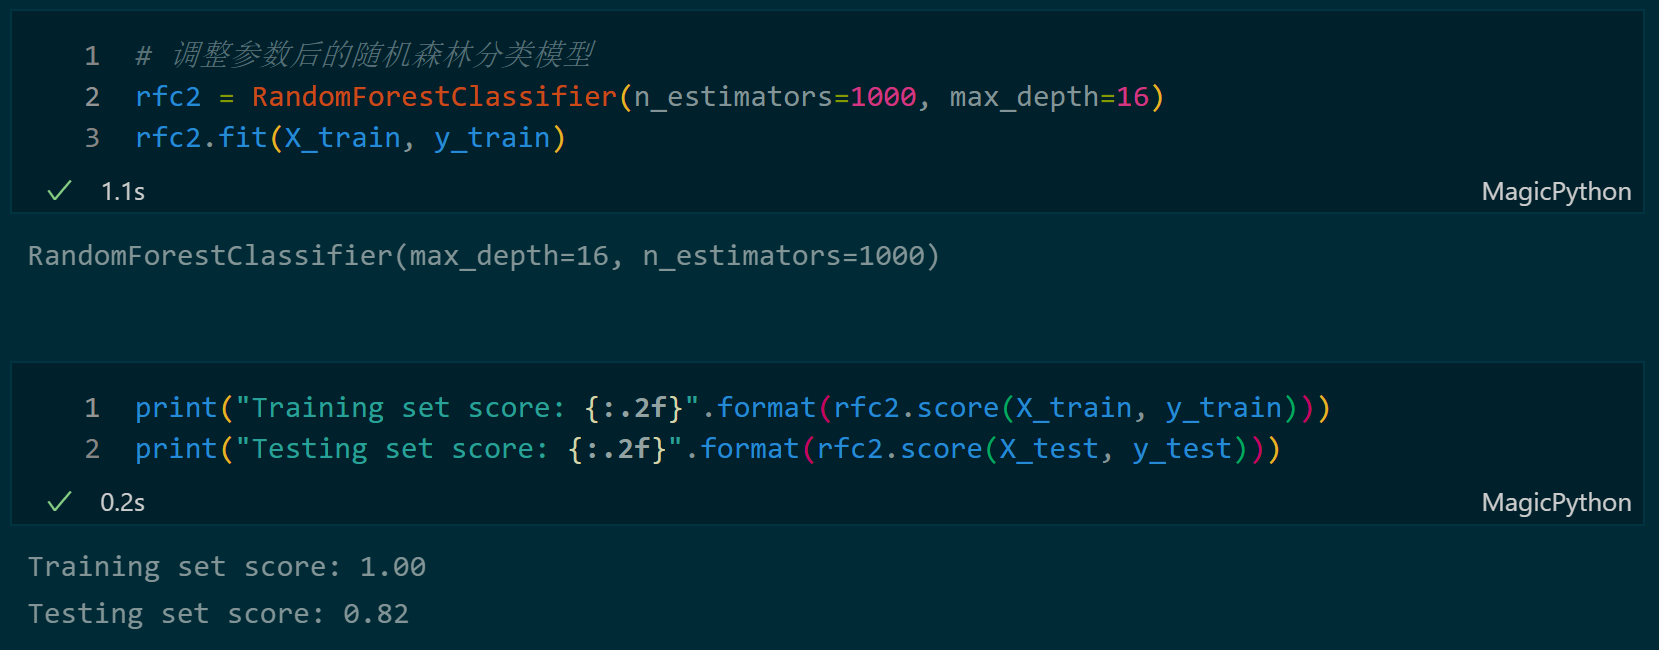 1 # 调整参数后的随机森林分类模型
2 rfc2 = RandomForestClassifier(n_estimators=1000, max_depth=16)
3 rfc2.fit(X_train, y_train)
1.1s MagicPython
RandomForestClassifier(max_depth=16, n_estimators=1000)
1 print("Training set score: {:.2f}".format(rfc2.score(X_train, y_train)))
2 print("Testing set score: {:.2f}".format(rfc2.score(X_test, y_test)))
0.2s MagicPython
Training set score: 1.00
Testing set score: 0.82